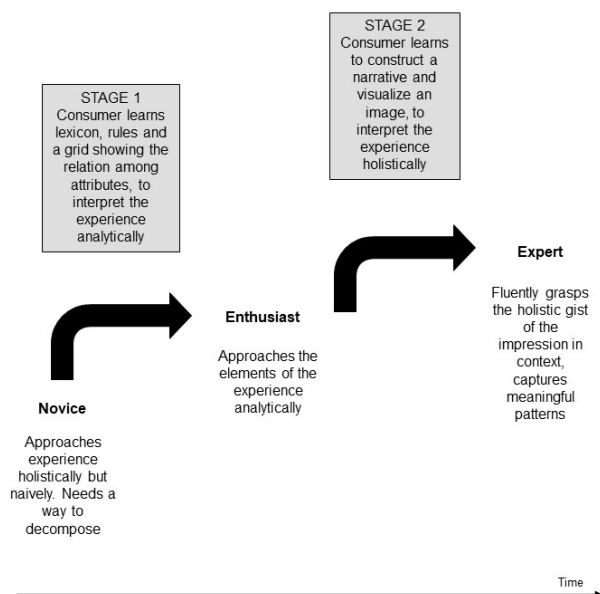 STAGE 1
Consumer learns
lexicon, rules and
a grid showing the
relation among
attributes, to
interpret the
experience
analytically
STAGE 2
Consumer learns
to construct a
narrative and
visualize an
image, to
interpret the
experience
holistically
Novice
Approaches
experience
holistically but
naively. Needs a
way to
decompose
Enthusiast
Approaches the
elements of the
experience
analytically
Expert
Fluently grasps
the holistic gist
of the
impression in
context,
captures
meaningful
patterns
Time